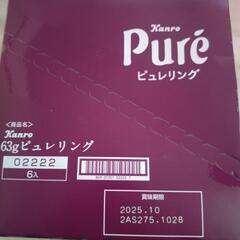 Kanro
Puré
ピュレリング
<商品名>
Kanro
63gピュレリング
02222
6入
賞味期限
2025.10
2AS275.1028